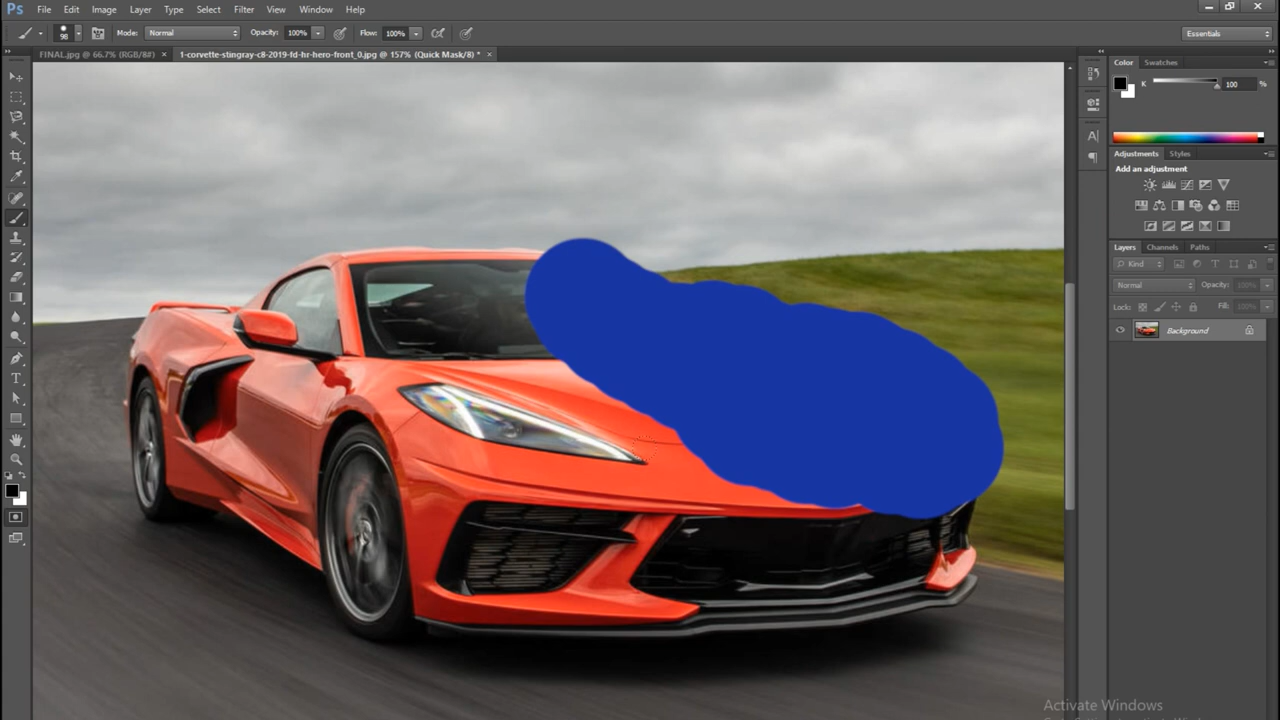 Ps File Edit Image Layer Type Select Filter View Window Help
98 Mode: Normal Opacity: 100% Flow: 100% Essentials
FINAL.jpg @ 66.7% (RGB/8#) × 1-corvette-stingray-c8-2019-fd-hr-hero-front_0.jpg @ 157% (Quick Mask/8) * ×
Color Swatches
K 100 %
Adjustments Styles
Add an adjustment
Layers Channels Paths
Kind
Normal Opacity: 100%
Lock: Fill: 100%
Background
Activate Windows